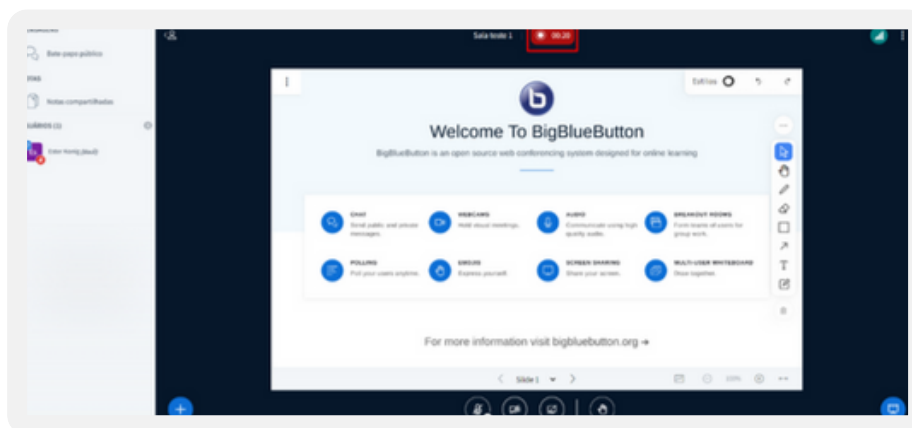 Bate-papo público
Notas compartilhadas
Sala teste 1
00:20
Estilos
Welcome To BigBlueButton
BigBlueButton is an open source web conferencing system designed for online learning
CHAT
Send public and private
messages.
WEBCAMS
Hold visual meetings.
AUDIO
Communicate using high
quality audio.
BREAKOUT ROOMS
Form teams of users for
group work.
POLLING
Poll your users anytime.
EMOJIS
Express yourself.
SCREEN SHARING
Share your screen.
MULTI-USER WHITEBOARD
Draw together.
For more information visit bigbluebutton.org →
Slide 1
100%